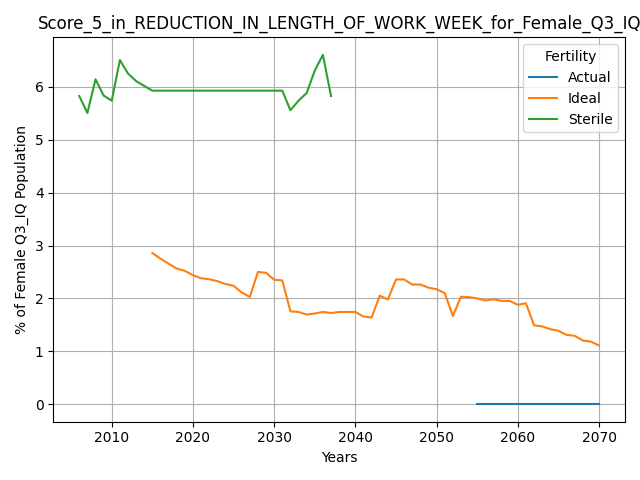 Score_5_in_REDUCTION_IN_LENGTH_OF_WORK_WEEK_for_Female_Q3_IQ
Fertility
Actual
Ideal
Sterile
% of Female Q3_IQ Population
6
5
4
3
2
1
0
2010 2020 2030 2040 2050 2060 2070
Years